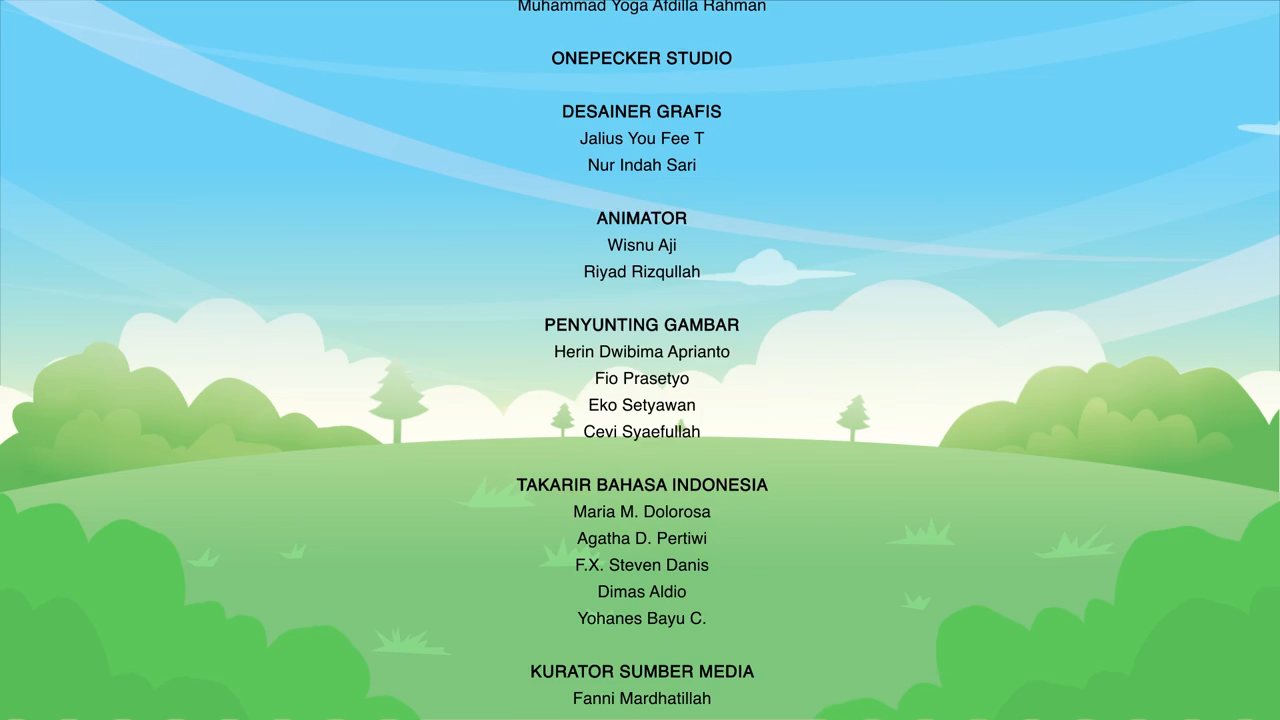 Muhammad Yoga Afdilla Rahman
ONEPECKER STUDIO
DESAINER GRAFIS
Jalius You Fee T
Nur Indah Sari
ANIMATOR
Wisnu Aji
Riyad Rizqullah
PENYUNTING GAMBAR
Herin Dwibima Aprianto
Fio Prasetyo
Eko Setyawan
Cevi Syaefullah
TAKARIR BAHASA INDONESIA
Maria M. Dolorosa
Agatha D. Pertiwi
F.X. Steven Danis
Dimas Aldio
Yohanes Bayu C.
KURATOR SUMBER MEDIA
Fanni Mardhatillah